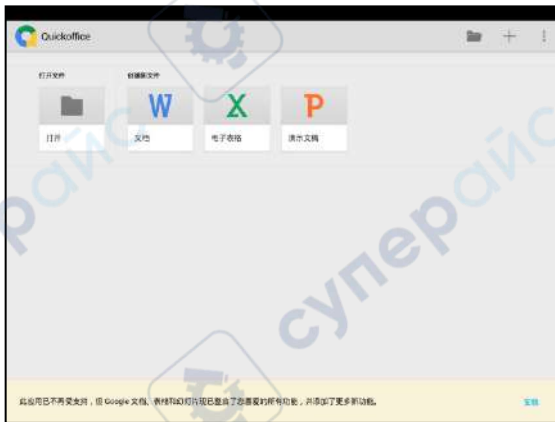 Quickoffice
打开文件
创建新文件
W
X
P
打开
文档
电子表格
演示文稿
此应用已不再受支持，但 Google 文档、表格和幻灯片现已整合了您喜爱的所有功能，并添加了更多新功能。
安装
суперайс